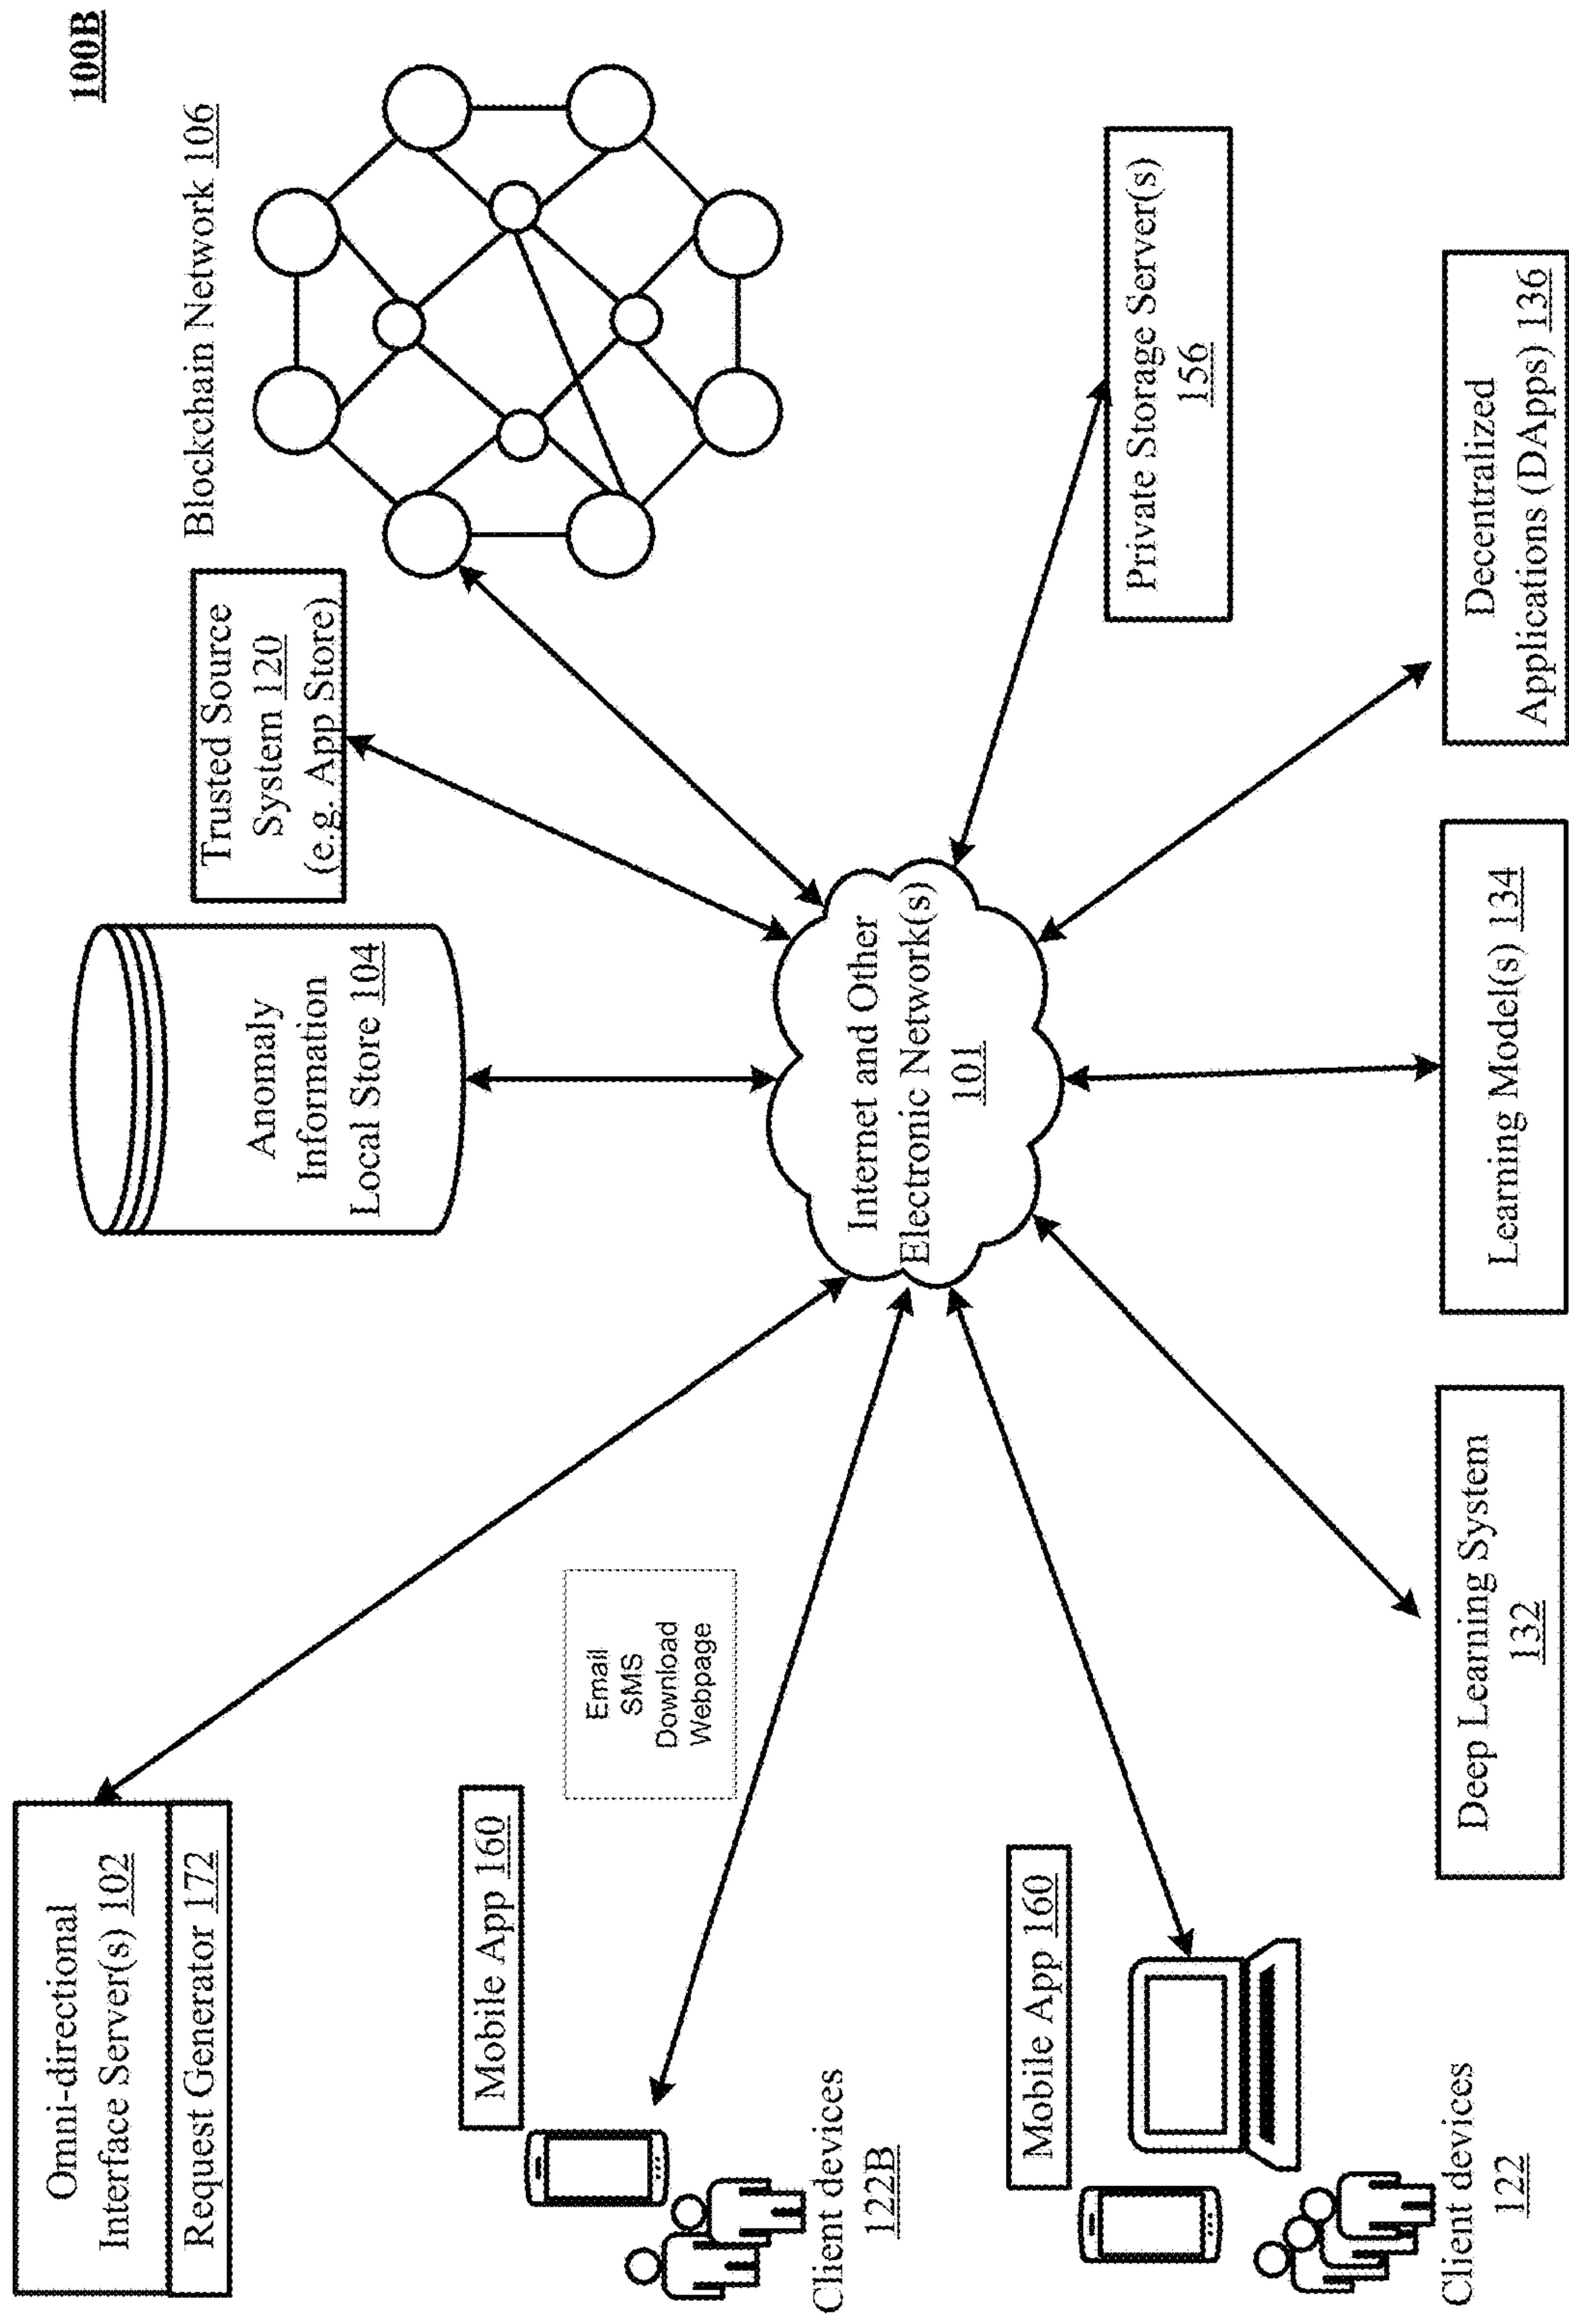 100B
Omni-directional
Interface Server(s) 102
Request Generator 172
Anomaly
Information
Local Store 104
Trusted Source
System 120
(e.g. App Store)
Blockchain Network 106
Mobile App 160
Email
SMS
Download
Webpage
Client devices
122B
Internet and Other
Electronic Network(s)
101
Private Storage Server(s)
156
Mobile App 160
Client devices
122
Deep Learning System
132
Learning Model(s) 134
Decentralized
Applications (DApps) 136